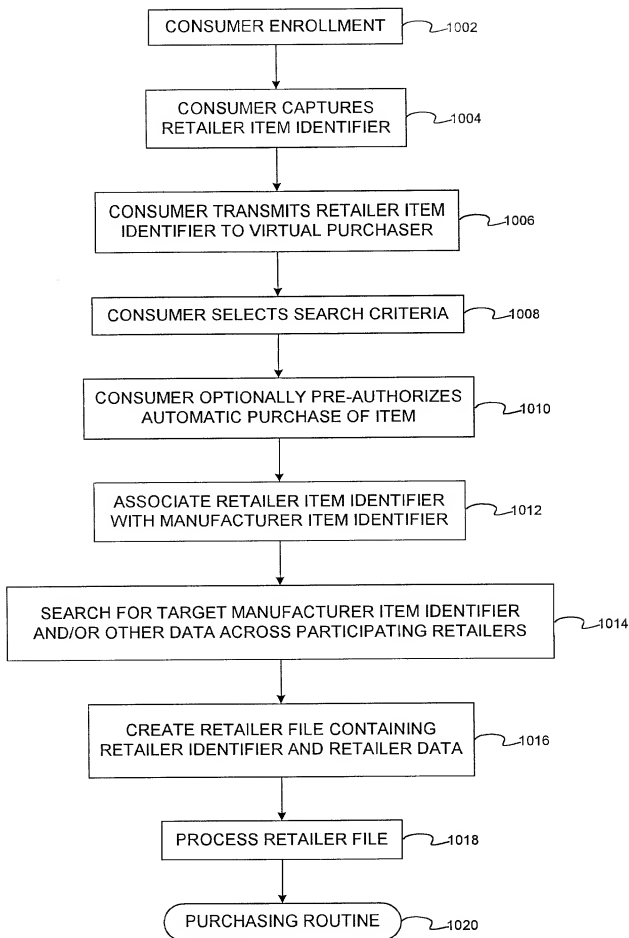 CONSUMER ENROLLMENT
1002
CONSUMER CAPTURES
RETAILER ITEM IDENTIFIER
1004
CONSUMER TRANSMITS RETAILER ITEM
IDENTIFIER TO VIRTUAL PURCHASER
1006
CONSUMER SELECTS SEARCH CRITERIA
1008
CONSUMER OPTIONALLY PRE-AUTHORIZES
AUTOMATIC PURCHASE OF ITEM
1010
ASSOCIATE RETAILER ITEM IDENTIFIER
WITH MANUFACTURER ITEM IDENTIFIER
1012
SEARCH FOR TARGET MANUFACTURER ITEM IDENTIFIER
AND/OR OTHER DATA ACROSS PARTICIPATING RETAILERS
1014
CREATE RETAILER FILE CONTAINING
RETAILER IDENTIFIER AND RETAILER DATA
1016
PROCESS RETAILER FILE
1018
PURCHASING ROUTINE
1020